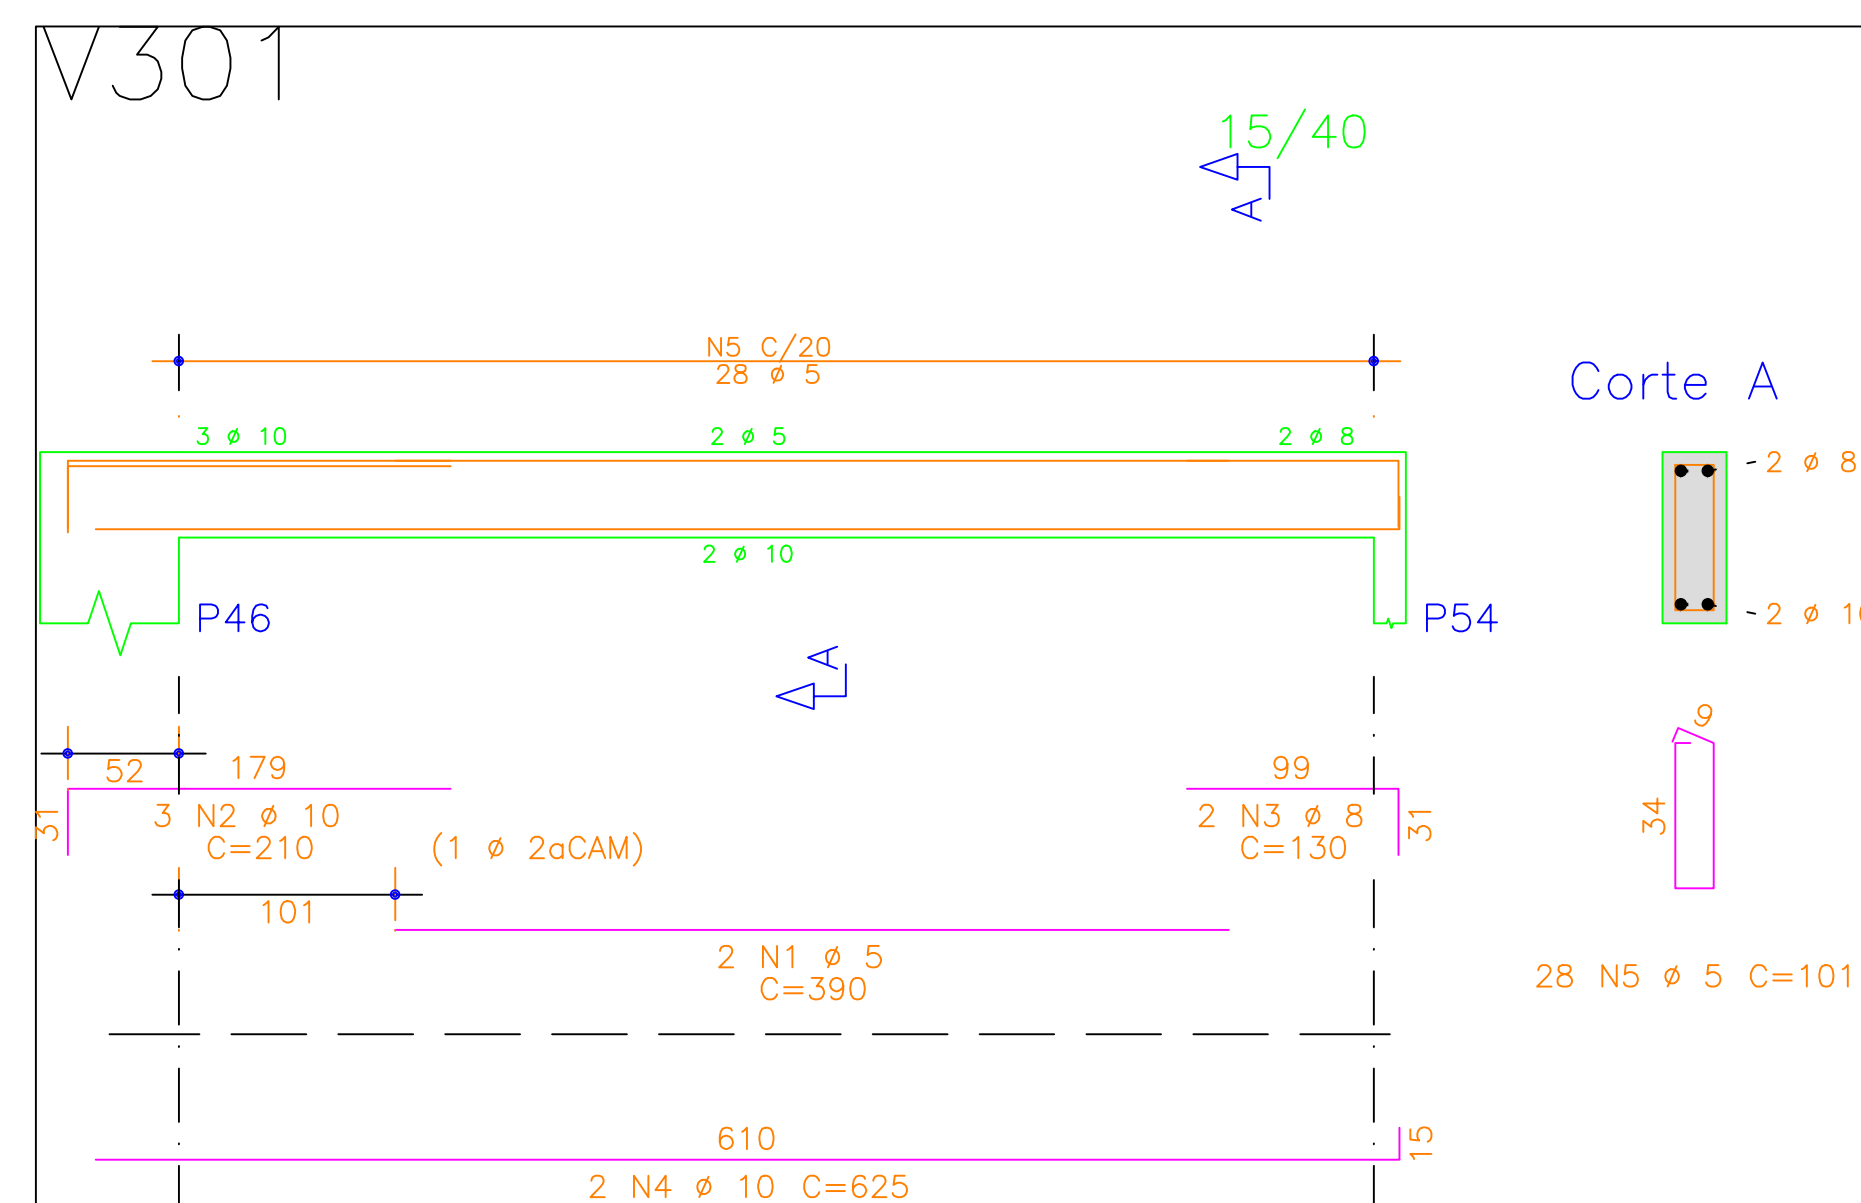 V301
15/40
A
N5 C/20
28 ø 5
Corte A
3 ø 10
2 ø 5
2 ø 8
2 ø 8
2 ø 10
2 ø 1
P46
P54
A
9
52
179
99
31
3 N2 ø 10
C=210
(1 ø 2aCAM)
2 N3 ø 8
C=130
31
34
101
2 N1 ø 5
C=390
28 N5 ø 5 C=101
610
15
2 N4 ø 10 C=625